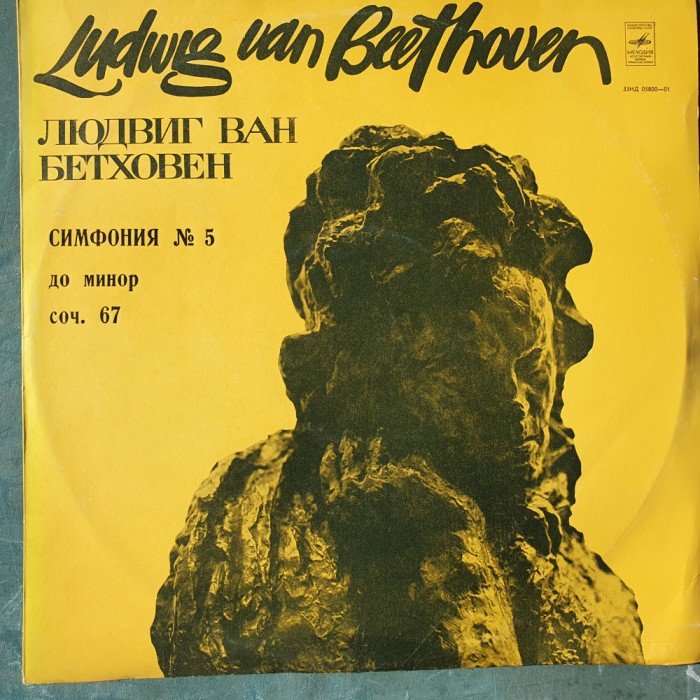 Ludwig van Beethoven
МЕЛОДИЯ
33НД 05800—01
ЛЮДВИГ ВАН
БЕТХОВЕН
СИМФОНИЯ № 5
до минор
соч. 67